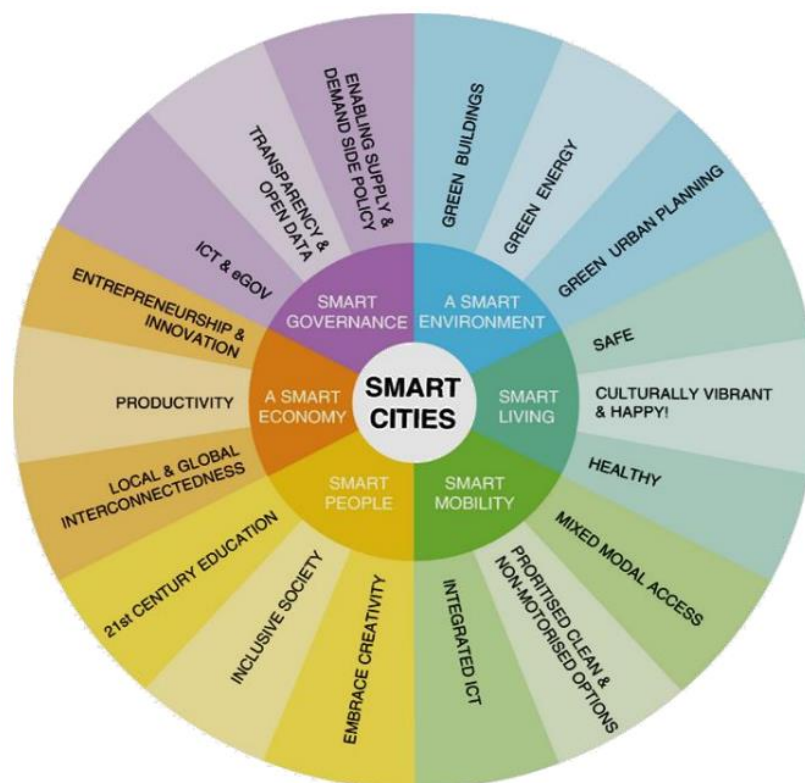 SMART
CITIES
A SMART
ENVIRONMENT
GREEN BUILDINGS
GREEN ENERGY
GREEN URBAN PLANNING
SMART
LIVING
SAFE
CULTURALLY VIBRANT
& HAPPY!
HEALTHY
SMART
MOBILITY
MIXED MODAL ACCESS
PRIORITISED CLEAN &
NON-MOTORISED OPTIONS
INTEGRATED ICT
SMART
PEOPLE
EMBRACE CREATIVITY
INCLUSIVE SOCIETY
21st CENTURY EDUCATION
A SMART
ECONOMY
LOCAL & GLOBAL
INTERCONNECTEDNESS
PRODUCTIVITY
ENTREPRENEURSHIP &
INNOVATION
SMART
GOVERNANCE
ICT & eGOV
TRANSPARENCY &
OPEN DATA
ENABLING SUPPLY &
DEMAND SIDE POLICY